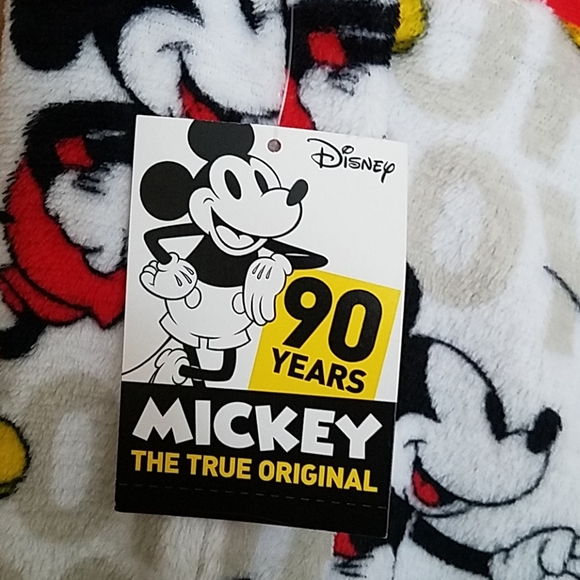 Disney
90
YEARS
MICKEY
THE TRUE ORIGINAL